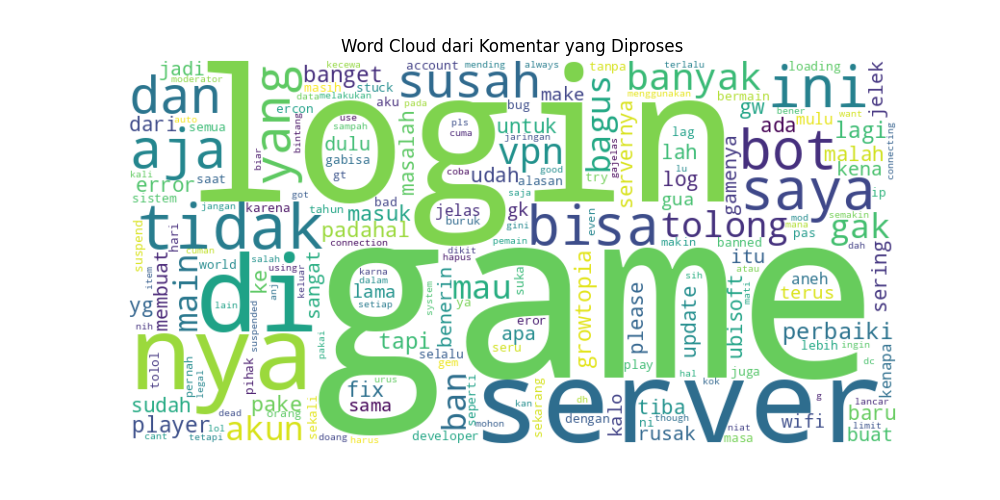 Word Cloud dari Komentar yang Diproses
login
game
server
nya
di
tidak
bisa
saya
bot
ini
susah
banyak
dan
aja
yang
banget
jadi
moderator
kecewa
mending
always
tanpa
terlalu
loading
account
masih
stuck
data
melakukan
aku
pada
make
bug
bagus
menggunakan
bermain
gw
bener
want
mulu
jelek
connecting
dari
auto
semua
ercon
bintang
use
sampah
dulu
gabisa
gt
masalah
pls
cuma
untuk
jaringan
vpn
good
gajelas
servernya
lag
lah
lu
ada
lagi
malah
kena
gamenya
error
kali
sistem
saat
biar
got
coba
udah
alasan
saja
try
log
gua
ip
jangan
karena
tahun
bad
masuk
jelas
buruk
gk
gini
even
tolong
mod
mana
semakin
gak
pas
dah
padahal
connection
dikit
hapus
pemain
makin
banned
itu
suspend
hari
cuman
item
membuat
main
world
salah
using
keluar
anj
ke
sangat
karna
dalam
lama
setiap
benerin
system
mau
ya
suka
growtopia
please
sih
update
hal
ubisoft
atau
mati
aneh
terus
sering
yg
lain
suspended
nih
pakai
tapi
selalu
gem
eror
apa
seru
play
juga
perbaiki
lebih
ingin
dc
kenapa
tolol
pernah
legal
pihak
fix
urus
sama
ban
seperti
kan
sekarang
dh
kalo
tiba
kok
g
lancar
sudah
pake
orang
sekali
player
dead
akun
doang
harus
developer
mohon
dengan
ni
though
rusak
niat
masa
wifi
limit
baru
buat
cant
tetapi
lol